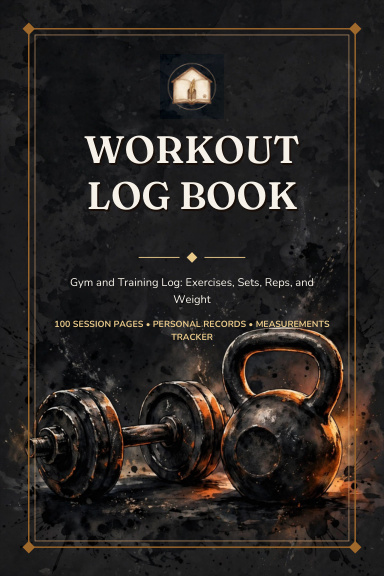 WORKOUT
LOG BOOK
Gym and Training Log: Exercises, Sets, Reps, and
Weight
100 SESSION PAGES • PERSONAL RECORDS • MEASUREMENTS
TRACKER